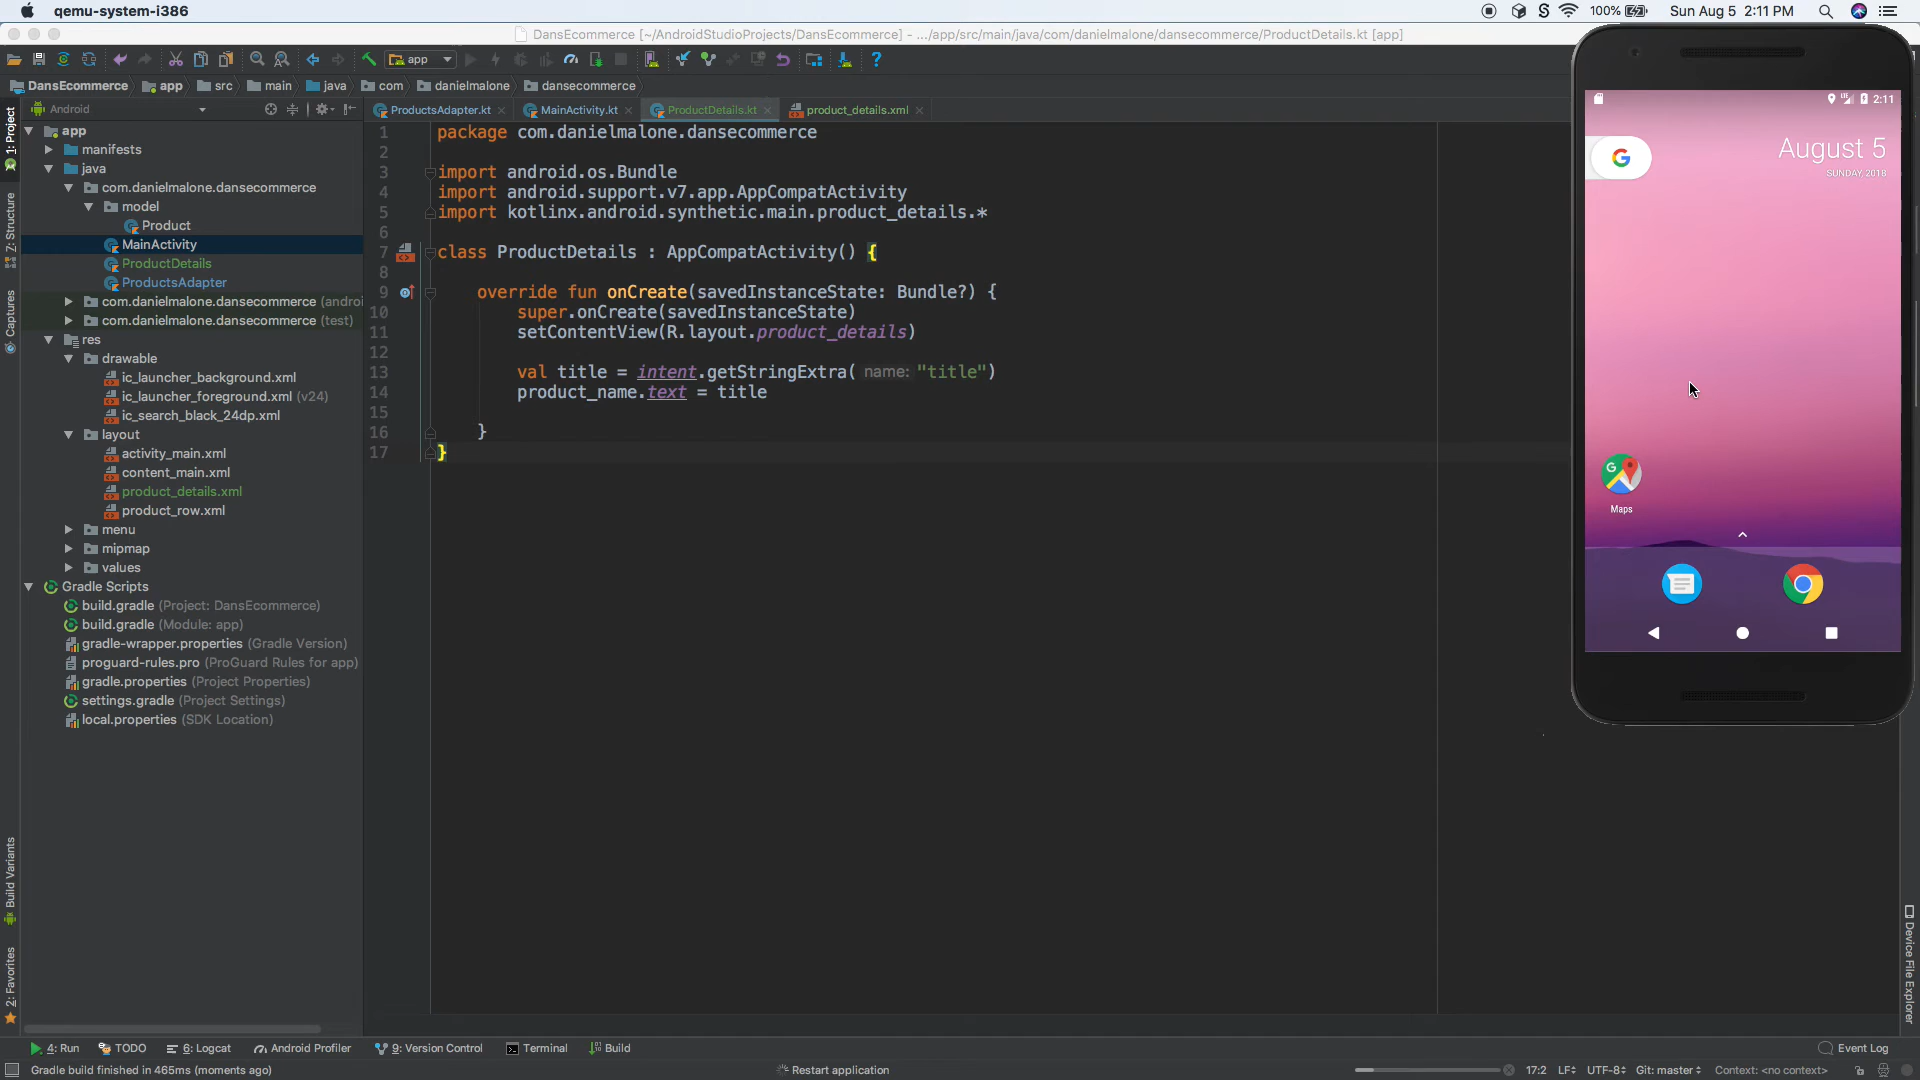 qemu-system-i386
100%
Sun Aug 5 2:11 PM
DansEcommerce [~/AndroidStudioProjects/DansEcommerce] - .../app/src/main/java/com/danielmalone/dansecommerce/ProductDetails.kt [app]
app
DansEcommerce app src main java com danielmalone dansecommerce
Android
ProductsAdapter.kt MainActivity.kt ProductDetails.kt product_details.xml
1: Project
Z: Structure
Captures
Build Variants
2: Favorites
app
manifests
java
com.danielmalone.dansecommerce
model
Product
MainActivity
ProductDetails
ProductsAdapter
com.danielmalone.dansecommerce (androi
com.danielmalone.dansecommerce (test)
res
drawable
ic_launcher_background.xml
ic_launcher_foreground.xml (v24)
ic_search_black_24dp.xml
layout
activity_main.xml
content_main.xml
product_details.xml
product_row.xml
menu
mipmap
values
Gradle Scripts
build.gradle (Project: DansEcommerce)
build.gradle (Module: app)
gradle-wrapper.properties (Gradle Version)
proguard-rules.pro (ProGuard Rules for app)
gradle.properties (Project Properties)
settings.gradle (Project Settings)
local.properties (SDK Location)
1 package com.danielmalone.dansecommerce
2
3 import android.os.Bundle
4 import android.support.v7.app.AppCompatActivity
5 import kotlinx.android.synthetic.main.product_details.*
6
7 class ProductDetails : AppCompatActivity() {
8
9 override fun onCreate(savedInstanceState: Bundle?) {
10 super.onCreate(savedInstanceState)
11 setContentView(R.layout.product_details)
12
13 val title = intent.getStringExtra( name: "title")
14 product_name.text = title
15
16 }
17 }
2:11
G
August 5
SUNDAY, 2018
Maps
Device File Explorer
4: Run TODO 6: Logcat Android Profiler 9: Version Control Terminal Build
Event Log
Gradle build finished in 465ms (moments ago)
Restart application
17:2 LF UTF-8 Git: master Context: <no context>